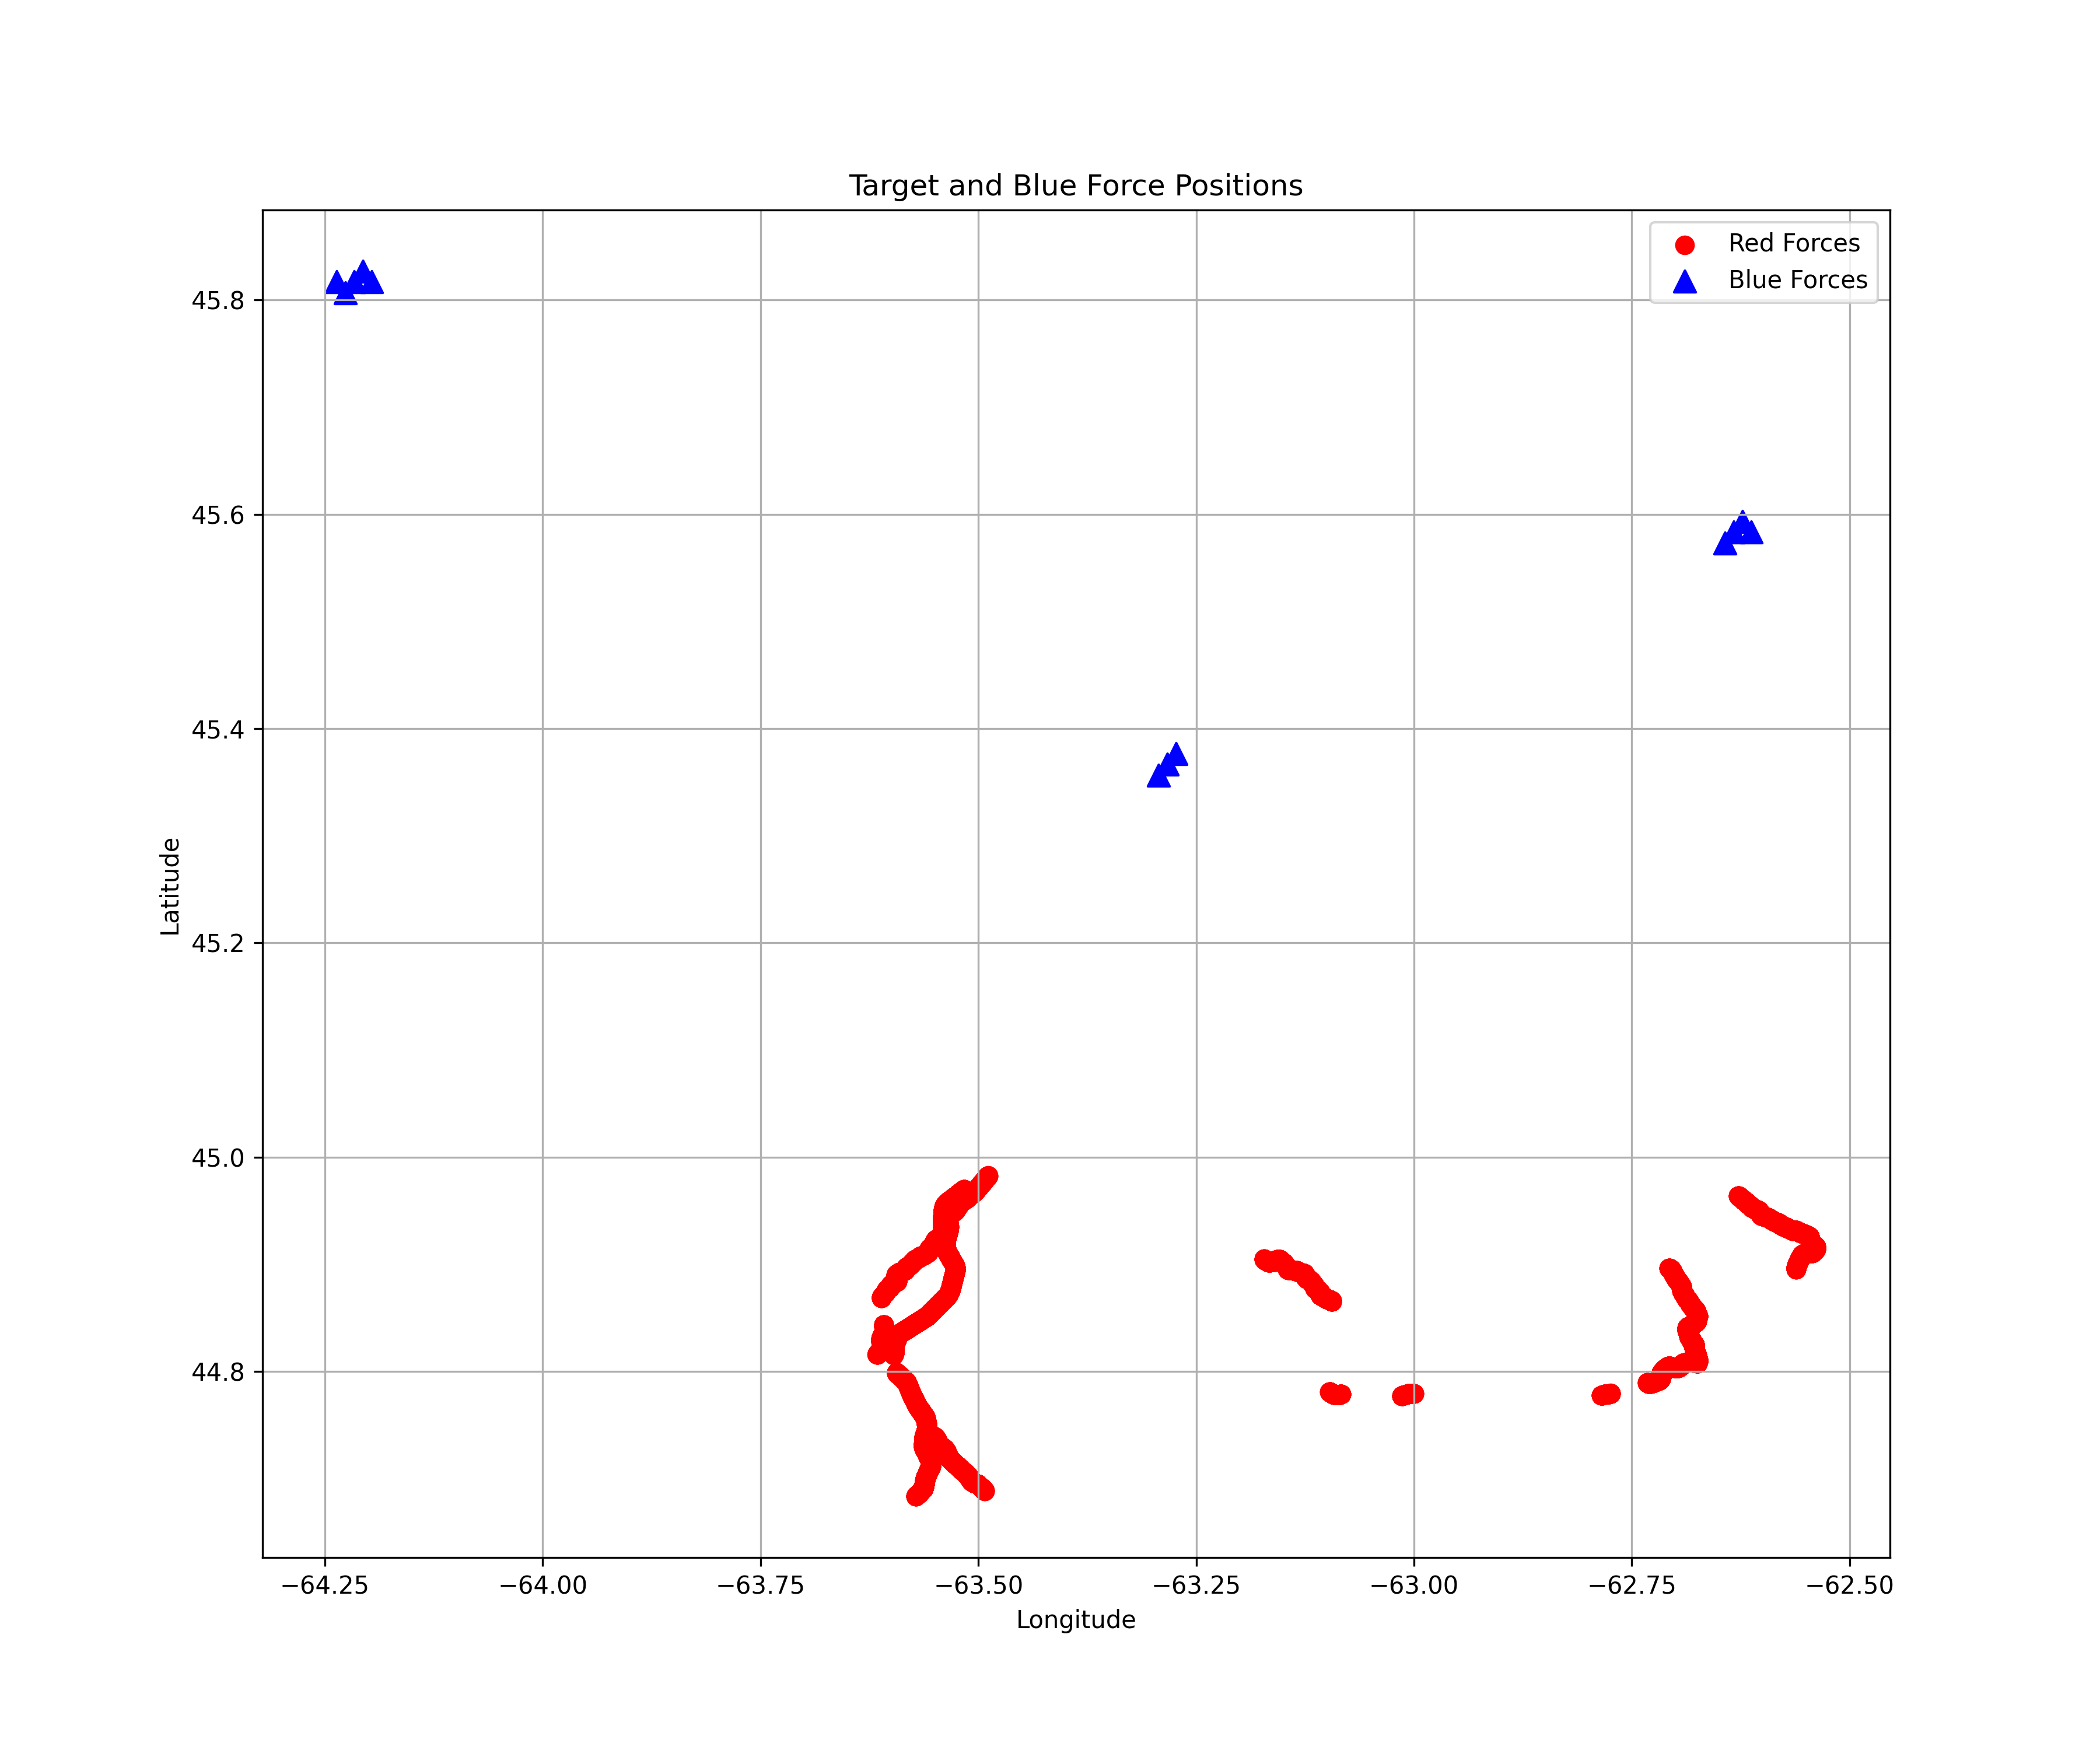 Target and Blue Force Positions
Red Forces
Blue Forces
45.8
45.6
45.4
45.2
45.0
44.8
Latitude
−64.25
−64.00
−63.75
−63.50
−63.25
−63.00
−62.75
−62.50
Longitude